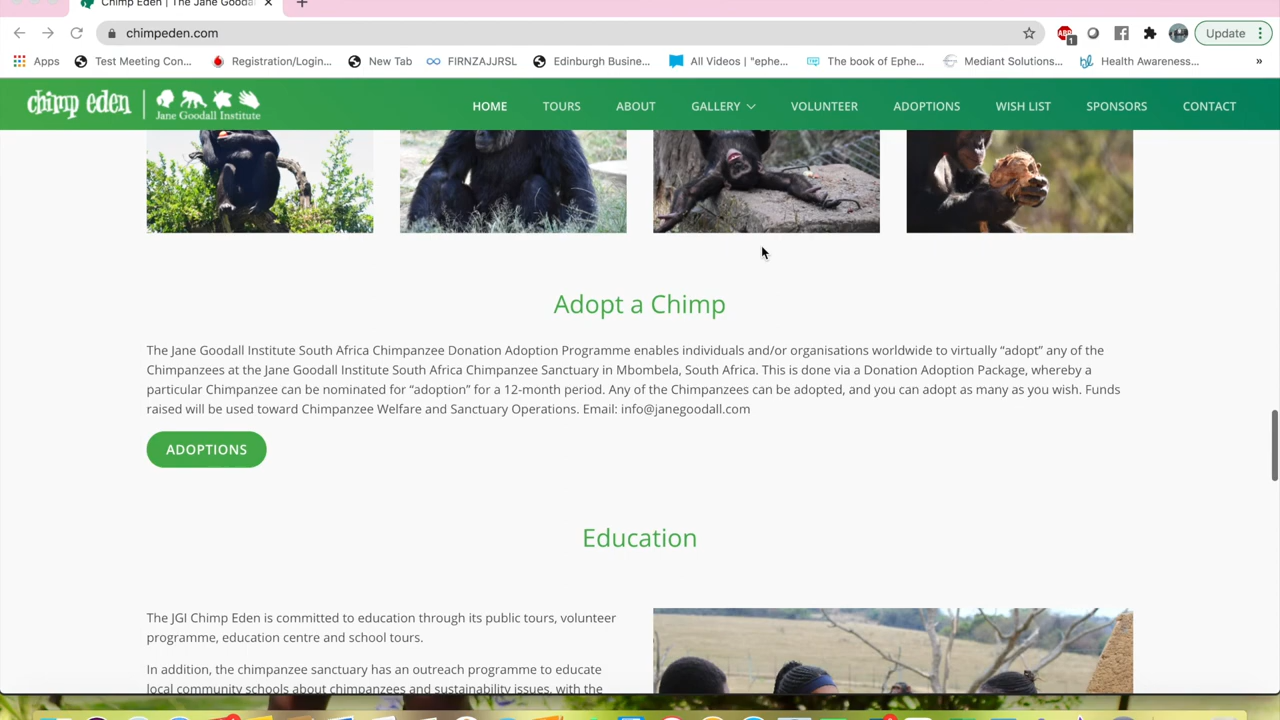 Chimp Eden | The Jane Gooda
chimpeden.com
Update
1
Apps
Test Meeting Con...
Registration/Login...
New Tab
FIRNZAJJRSL
Edinburgh Busine...
All Videos | "ephe...
The book of Ephe...
Mediant Solutions...
Health Awareness...
»
chimp eden
Jane Goodall Institute
HOME
TOURS
ABOUT
GALLERY
VOLUNTEER
ADOPTIONS
WISH LIST
SPONSORS
CONTACT
Adopt a Chimp
The Jane Goodall Institute South Africa Chimpanzee Donation Adoption Programme enables individuals and/or organisations worldwide to virtually “adopt” any of the
Chimpanzees at the Jane Goodall Institute South Africa Chimpanzee Sanctuary in Mbombela, South Africa. This is done via a Donation Adoption Package, whereby a
particular Chimpanzee can be nominated for “adoption” for a 12-month period. Any of the Chimpanzees can be adopted, and you can adopt as many as you wish. Funds
raised will be used toward Chimpanzee Welfare and Sanctuary Operations. Email: info@janegoodall.com
ADOPTIONS
Education
The JGI Chimp Eden is committed to education through its public tours, volunteer
programme, education centre and school tours.
In addition, the chimpanzee sanctuary has an outreach programme to educate
local community schools about chimpanzees and sustainability issues, with the